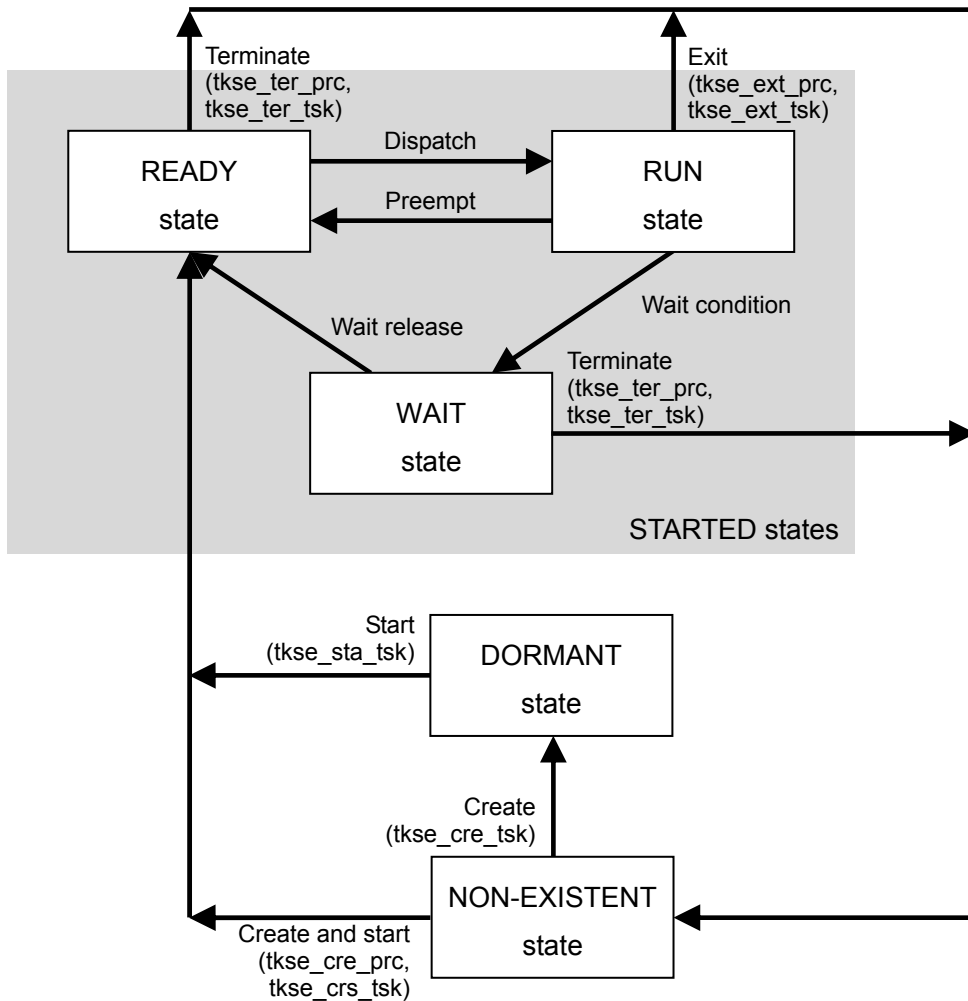 Terminate
(tkse_ter_prc,
tkse_ter_tsk)
Exit
(tkse_ext_prc,
tkse_ext_tsk)
READY
state
Dispatch
Preempt
RUN
state
Wait release
Wait condition
WAIT
state
Terminate
(tkse_ter_prc,
tkse_ter_tsk)
STARTED states
Start
(tkse_sta_tsk)
DORMANT
state
Create
(tkse_cre_tsk)
NON-EXISTENT
state
Create and start
(tkse_cre_prc,
tkse_crs_tsk)